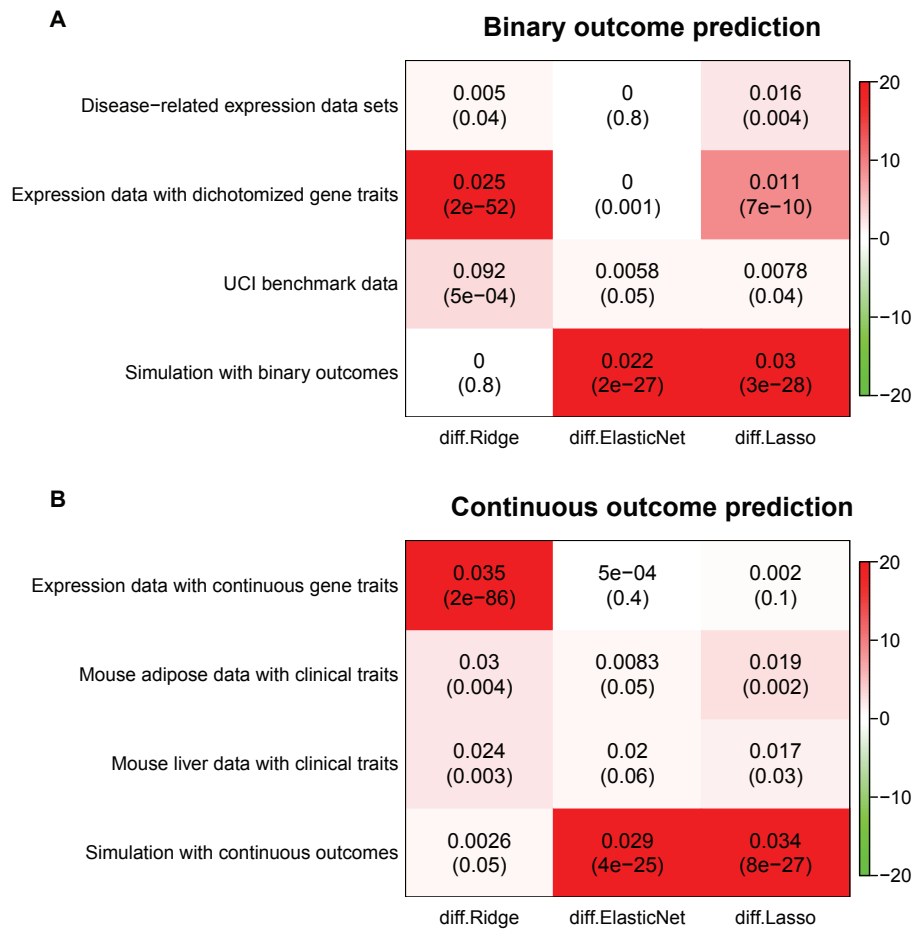 A
Binary outcome prediction
Disease−related expression data sets
0.005
(0.04)
0
(0.8)
0.016
(0.004)
Expression data with dichotomized gene traits
0.025
(2e−52)
0
(0.001)
0.011
(7e−10)
UCI benchmark data
0.092
(5e−04)
0.0058
(0.05)
0.0078
(0.04)
Simulation with binary outcomes
0
(0.8)
0.022
(2e−27)
0.03
(3e−28)
diff.Ridge
diff.ElasticNet
diff.Lasso
20
10
0
−10
−20
B
Continuous outcome prediction
Expression data with continuous gene traits
0.035
(2e−86)
5e−04
(0.4)
0.002
(0.1)
Mouse adipose data with clinical traits
0.03
(0.004)
0.0083
(0.05)
0.019
(0.002)
Mouse liver data with clinical traits
0.024
(0.003)
0.02
(0.06)
0.017
(0.03)
Simulation with continuous outcomes
0.0026
(0.05)
0.029
(4e−25)
0.034
(8e−27)
diff.Ridge
diff.ElasticNet
diff.Lasso
20
10
0
−10
−20